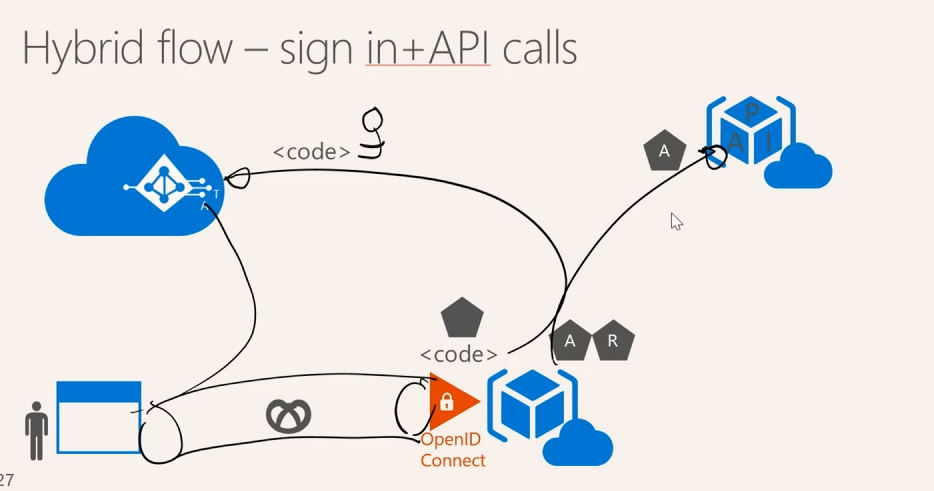 Hybrid flow – sign in+API calls
<code>
A
P
A I
T
A
<code>
A R
OpenID
Connect
27